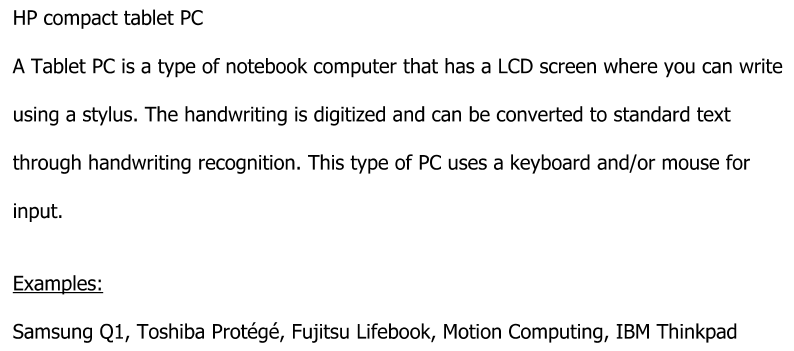 HP compact tablet PC
A Tablet PC is a type of notebook computer that has a LCD screen where you can write
using a stylus. The handwriting is digitized and can be converted to standard text
through handwriting recognition. This type of PC uses a keyboard and/or mouse for
input.
Examples:
Samsung Q1, Toshiba Protégé, Fujitsu Lifebook, Motion Computing, IBM Thinkpad